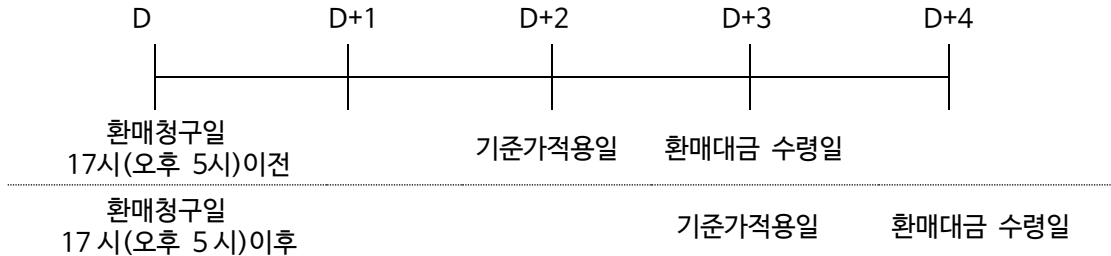 D D+1 D+2 D+3 D+4
환매청구일
17시(오후 5시)이전
기준가적용일 환매대금 수령일
환매청구일
17 시(오후 5 시)이후
기준가적용일 환매대금 수령일